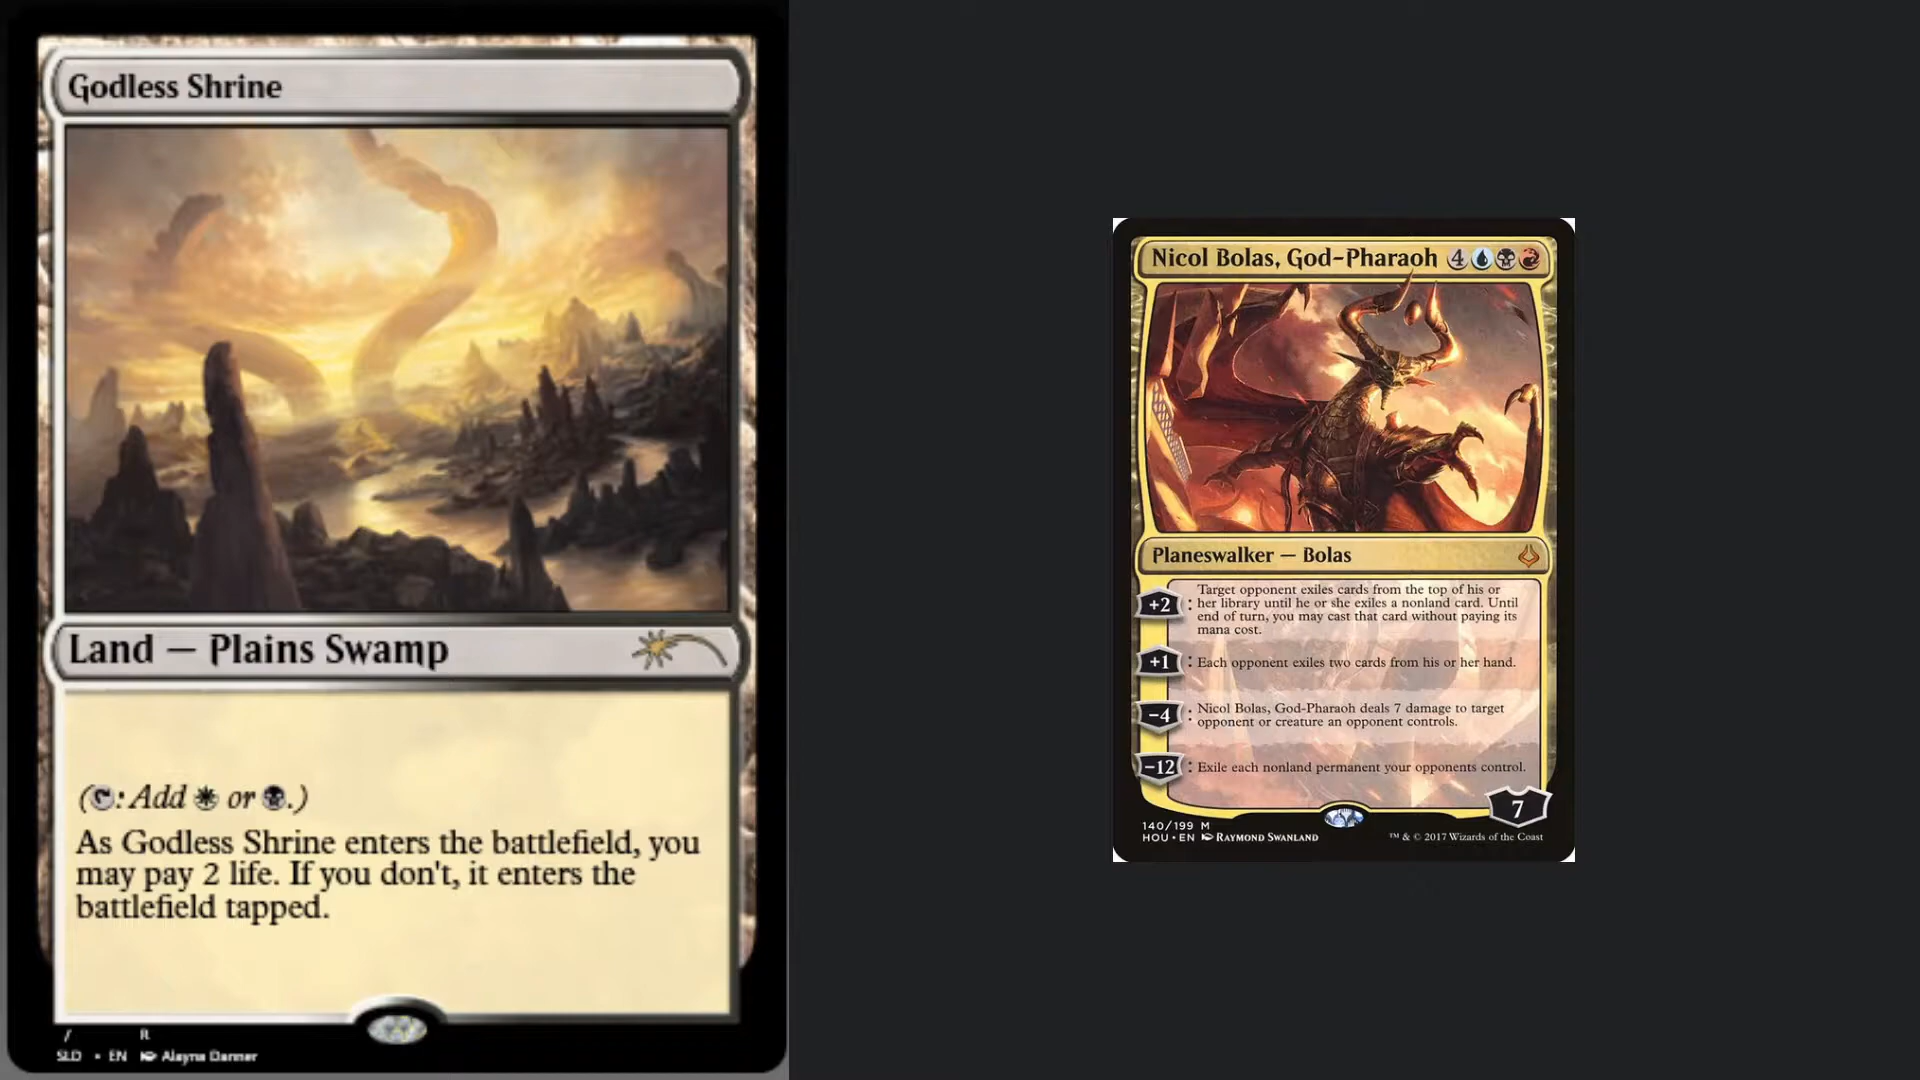 Godless Shrine
Land — Plains Swamp
( : Add or .)
As Godless Shrine enters the battlefield, you
may pay 2 life. If you don't, it enters the
battlefield tapped.
/ R
SLD • EN Alayna Danner
Nicol Bolas, God-Pharaoh 4
Planeswalker — Bolas
Target opponent exiles cards from the top of his or
+2 : her library until he or she exiles a nonland card. Until
end of turn, you may cast that card without paying its
mana cost.
+1 : Each opponent exiles two cards from his or her hand.
−4 : Nicol Bolas, God-Pharaoh deals 7 damage to target
opponent or creature an opponent controls.
−12 : Exile each nonland permanent your opponents control.
7
140/199 M
HOU • EN Raymond Swanland
™ & © 2017 Wizards of the Coast